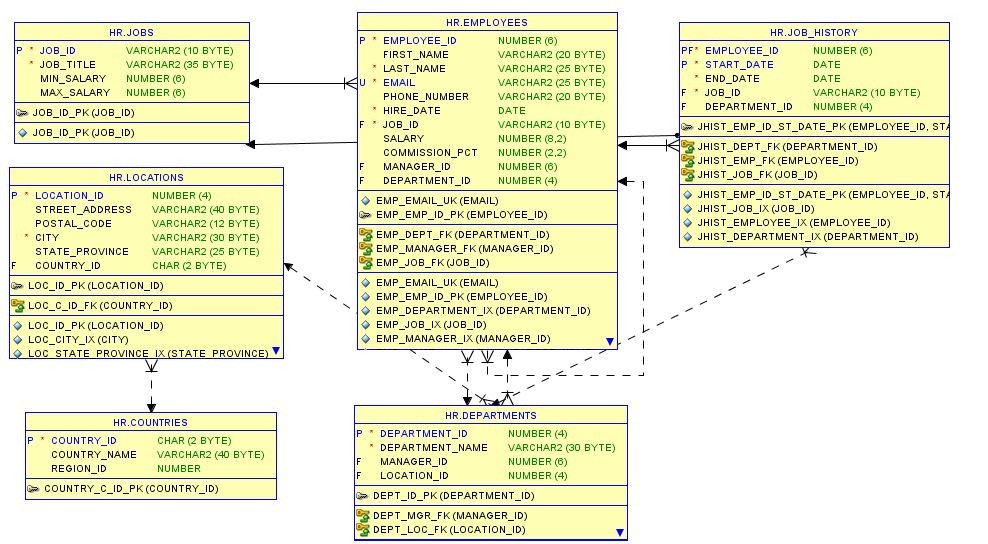 HR.JOBS
P * JOB_ID VARCHAR2 (10 BYTE)
* JOB_TITLE VARCHAR2 (35 BYTE)
MIN_SALARY NUMBER (6)
MAX_SALARY NUMBER (6)
JOB_ID_PK (JOB_ID)
JOB_ID_PK (JOB_ID)
HR.EMPLOYEES
P * EMPLOYEE_ID NUMBER (6)
FIRST_NAME VARCHAR2 (20 BYTE)
* LAST_NAME VARCHAR2 (25 BYTE)
U * EMAIL VARCHAR2 (25 BYTE)
PHONE_NUMBER VARCHAR2 (20 BYTE)
* HIRE_DATE DATE
F * JOB_ID VARCHAR2 (10 BYTE)
SALARY NUMBER (8,2)
COMMISSION_PCT NUMBER (2,2)
F MANAGER_ID NUMBER (6)
F DEPARTMENT_ID NUMBER (4)
EMP_EMAIL_UK (EMAIL)
EMP_EMP_ID_PK (EMPLOYEE_ID)
EMP_DEPT_FK (DEPARTMENT_ID)
EMP_MANAGER_FK (MANAGER_ID)
EMP_JOB_FK (JOB_ID)
EMP_EMAIL_UK (EMAIL)
EMP_EMP_ID_PK (EMPLOYEE_ID)
EMP_DEPARTMENT_IX (DEPARTMENT_ID)
EMP_JOB_IX (JOB_ID)
EMP_MANAGER_IX (MANAGER_ID)
HR.JOB_HISTORY
PF* EMPLOYEE_ID NUMBER (6)
P * START_DATE DATE
* END_DATE DATE
F * JOB_ID VARCHAR2 (10 BYTE)
F DEPARTMENT_ID NUMBER (4)
JHIST_EMP_ID_ST_DATE_PK (EMPLOYEE_ID, STA
JHIST_DEPT_FK (DEPARTMENT_ID)
JHIST_EMP_FK (EMPLOYEE_ID)
JHIST_JOB_FK (JOB_ID)
JHIST_EMP_ID_ST_DATE_PK (EMPLOYEE_ID, STA
JHIST_JOB_IX (JOB_ID)
JHIST_EMPLOYEE_IX (EMPLOYEE_ID)
JHIST_DEPARTMENT_IX (DEPARTMENT_ID)
HR.LOCATIONS
P * LOCATION_ID NUMBER (4)
STREET_ADDRESS VARCHAR2 (40 BYTE)
POSTAL_CODE VARCHAR2 (12 BYTE)
* CITY VARCHAR2 (30 BYTE)
STATE_PROVINCE VARCHAR2 (25 BYTE)
F COUNTRY_ID CHAR (2 BYTE)
LOC_ID_PK (LOCATION_ID)
LOC_C_ID_FK (COUNTRY_ID)
LOC_ID_PK (LOCATION_ID)
LOC_CITY_IX (CITY)
LOC_STATE_PROVINCE_IX (STATE_PROVINCE)
HR.COUNTRIES
P * COUNTRY_ID CHAR (2 BYTE)
COUNTRY_NAME VARCHAR2 (40 BYTE)
REGION_ID NUMBER
COUNTRY_C_ID_PK (COUNTRY_ID)
HR.DEPARTMENTS
P * DEPARTMENT_ID NUMBER (4)
* DEPARTMENT_NAME VARCHAR2 (30 BYTE)
F MANAGER_ID NUMBER (6)
F LOCATION_ID NUMBER (4)
DEPT_ID_PK (DEPARTMENT_ID)
DEPT_MGR_FK (MANAGER_ID)
DEPT_LOC_FK (LOCATION_ID)